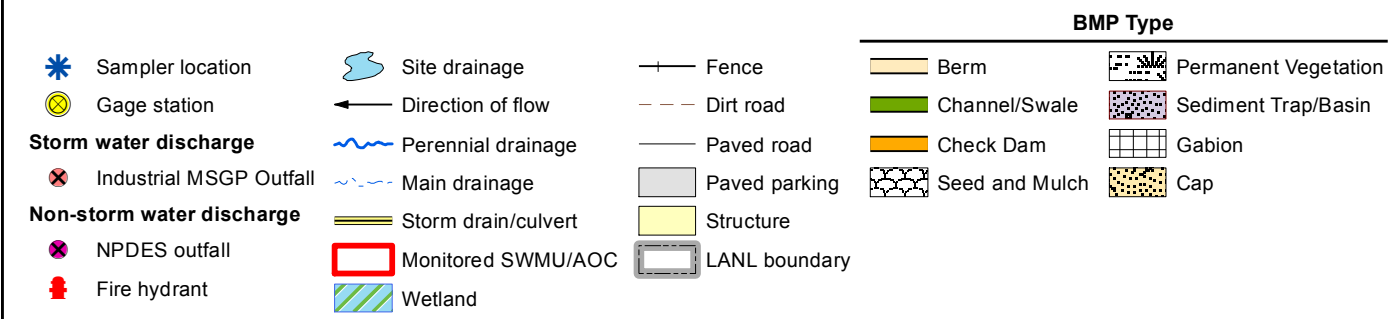 BMP Type
Sampler location
Gage station
Storm water discharge
Industrial MSGP Outfall
Non-storm water discharge
NPDES outfall
Fire hydrant
Site drainage
Direction of flow
Perennial drainage
Main drainage
Storm drain/culvert
Monitored SWMU/AOC
Wetland
Fence
Dirt road
Paved road
Paved parking
Structure
LANL boundary
Berm
Channel/Swale
Check Dam
Seed and Mulch
Permanent Vegetation
Sediment Trap/Basin
Gabion
Cap